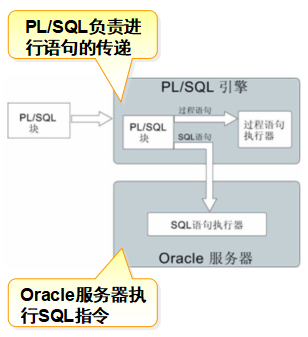 PL/SQL负责进
行语句的传递
PL/SQL 引擎
PL/SQL
块
PL/SQL
块
过程语句
SQL语句
过程语句
执行器
SQL语句执行器
Oracle 服务器
Oracle服务器执
行SQL指令